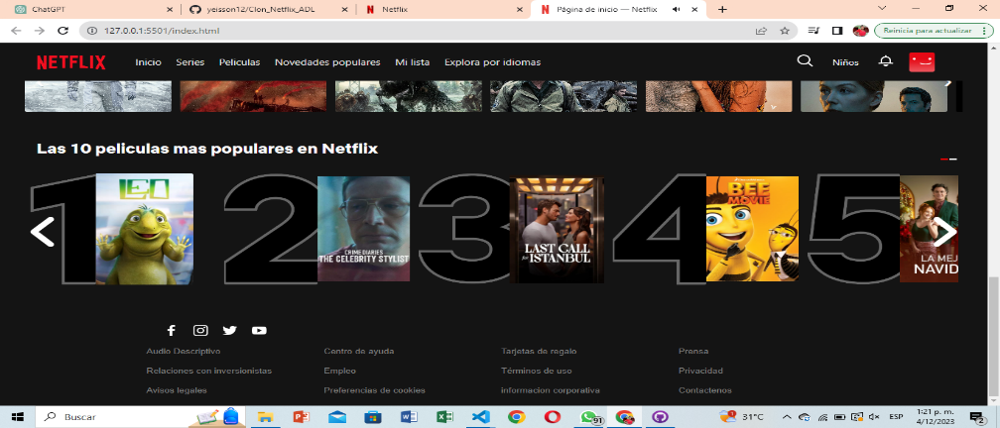 ChatGPT
yeisson12/Clon_Netflix_ADL
Netflix
Página de inicio — Netflix
127.0.0.1:5501/index.html
Reinicia para actualizar
NETFLIX
Inicio
Series
Peliculas
Novedades populares
Mi lista
Explora por idiomas
Niños
Las 10 peliculas mas populares en Netflix
1
LEO
2
CRIME DIARIES
THE CELEBRITY STYLIST
3
LAST CALL
for
ISTANBUL
4
BEE
MOVIE
5
LA MEJ
NAVID
Audio Descriptivo
Centro de ayuda
Tarjetas de regalo
Prensa
Relaciones con inversionistas
Empleo
Términos de uso
Privacidad
Avisos legales
Preferencias de cookies
informacion corporativa
Contactenos
Buscar
91
1
31°C
ESP
1:21 p. m.
4/12/2023
2